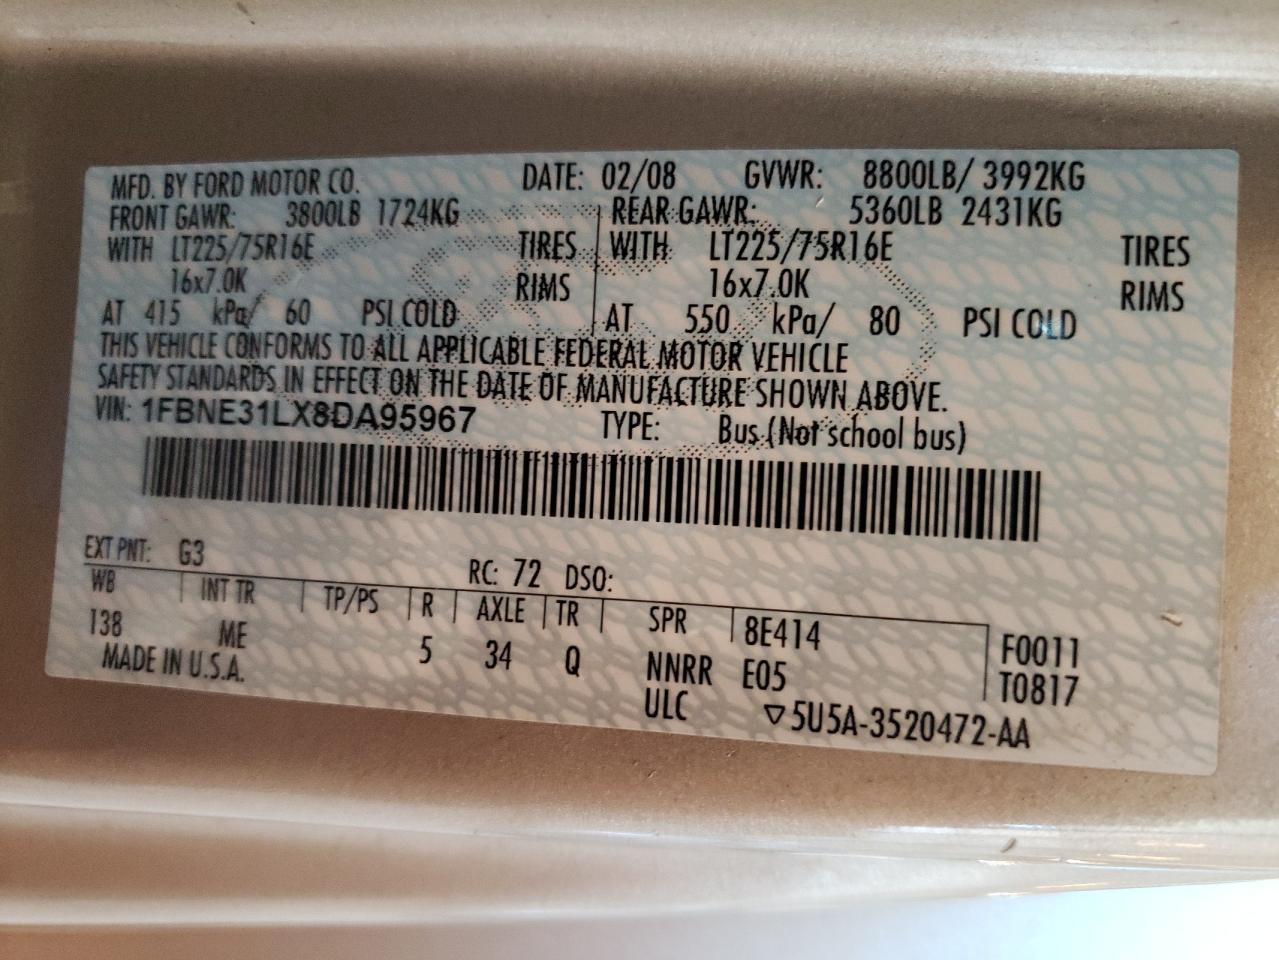 MFD. BY FORD MOTOR CO. DATE: 02/08 GVWR: 8800LB/ 3992KG
FRONT GAWR: 3800LB 1724KG REAR GAWR: 5360LB 2431KG
WITH LT225/75R16E TIRES WITH LT225/75R16E TIRES
16x7.0K RIMS 16x7.0K RIMS
AT 415 kPa/ 60 PSI COLD AT 550 kPa/ 80 PSI COLD
THIS VEHICLE CONFORMS TO ALL APPLICABLE FEDERAL MOTOR VEHICLE
SAFETY STANDARDS IN EFFECT ON THE DATE OF MANUFACTURE SHOWN ABOVE.
VIN: 1FBNE31LX8DA95967 TYPE: Bus (Not school bus)
EXT PNT: G3 RC: 72 DSO:
WB INT TR TP/PS R AXLE TR SPR 8E414 F0011
138 ME 5 34 Q NNRR E05 T0817
MADE IN U.S.A. ULC ▽5U5A-3520472-AA